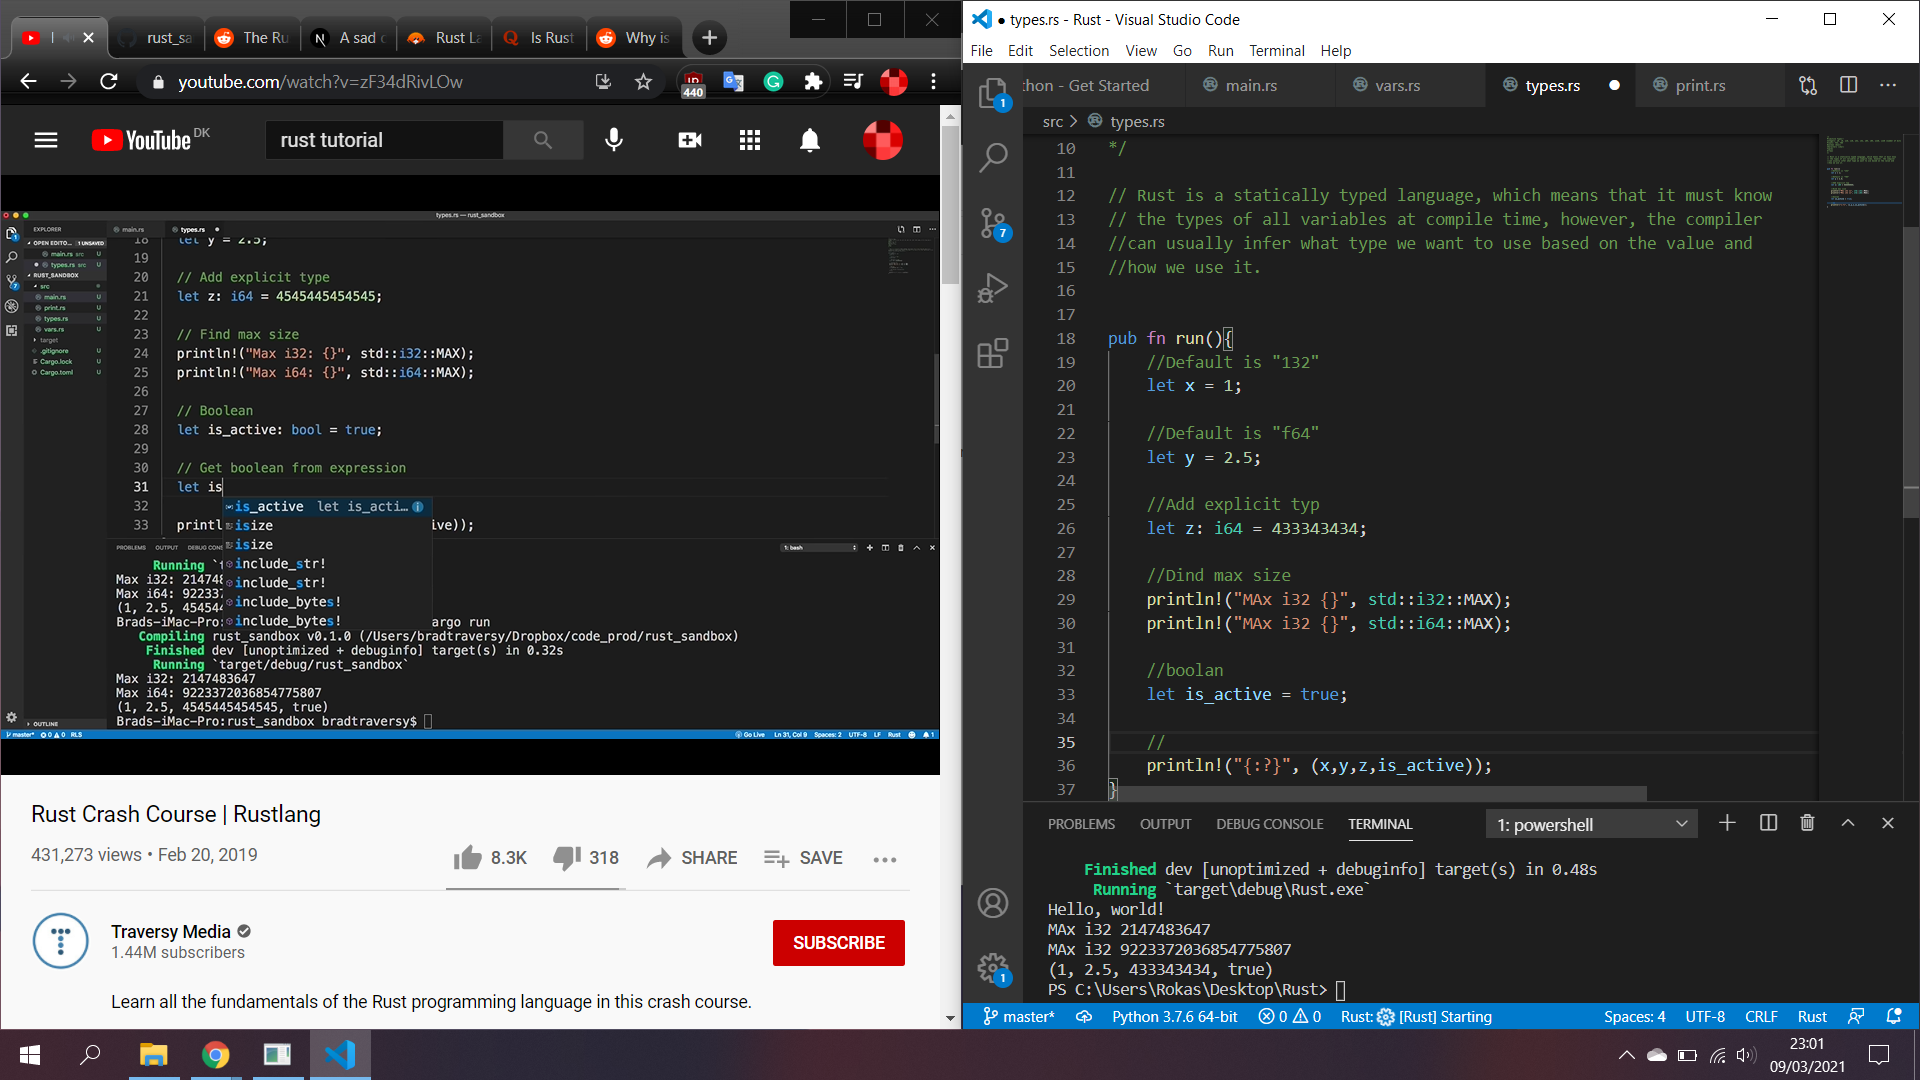 rust_sa
The Ru
A sad c
Rust La
Is Rust
Why is
youtube.com/watch?v=zF34dRivLOw
440
YouTube DK
rust tutorial
types.rs — rust_sandbox
EXPLORER
OPEN EDITO... 1 UNSAVED
main.rs src U
types.rs src U
RUST_SANDBOX
src
main.rs U
print.rs U
types.rs U
vars.rs U
target
.gitignore U
Cargo.lock U
Cargo.toml U
OUTLINE
main.rs
types.rs
18 let y = 2.5;
19
20 // Add explicit type
21 let z: i64 = 4545445454545;
22
23 // Find max size
24 println!("Max i32: {}", std::i32::MAX);
25 println!("Max i64: {}", std::i64::MAX);
26
27 // Boolean
28 let is_active: bool = true;
29
30 // Get boolean from expression
31 let is
32
33 printl ive));
is_active let is_acti...
isize
isize
include_str!
include_str!
include_bytes!
include_bytes!
PROBLEMS OUTPUT DEBUG CONS 1: bash
Running `t
Max i32: 21474
Max i64: 92233
(1, 2.5, 45454
Brads-iMac-Pro: argo run
Compiling rust_sandbox v0.1.0 (/Users/bradtraversy/Dropbox/code_prod/rust_sandbox)
Finished dev [unoptimized + debuginfo] target(s) in 0.32s
Running `target/debug/rust_sandbox`
Max i32: 2147483647
Max i64: 9223372036854775807
(1, 2.5, 4545445454545, true)
Brads-iMac-Pro:rust_sandbox bradtraversy$
master* 0 0 RLS Go Live Ln 31, Col 9 Spaces: 2 UTF-8 LF Rust 1
Rust Crash Course | Rustlang
431,273 views • Feb 20, 2019
8.3K 318 SHARE SAVE
Traversy Media
1.44M subscribers
SUBSCRIBE
Learn all the fundamentals of the Rust programming language in this crash course.
● types.rs - Rust - Visual Studio Code
File Edit Selection View Go Run Terminal Help
1
7
1
thon - Get Started main.rs vars.rs types.rs print.rs
src > types.rs
10 */
11
12 // Rust is a statically typed language, which means that it must know
13 // the types of all variables at compile time, however, the compiler
14 //can usually infer what type we want to use based on the value and
15 //how we use it.
16
17
18 pub fn run(){
19 //Default is "132"
20 let x = 1;
21
22 //Default is "f64"
23 let y = 2.5;
24
25 //Add explicit typ
26 let z: i64 = 433343434;
27
28 //Dind max size
29 println!("MAx i32 {}", std::i32::MAX);
30 println!("MAx i32 {}", std::i64::MAX);
31
32 //boolan
33 let is_active = true;
34
35 //
36 println!("{:?}", (x,y,z,is_active));
37 }
PROBLEMS OUTPUT DEBUG CONSOLE TERMINAL 1: powershell
Finished dev [unoptimized + debuginfo] target(s) in 0.48s
Running `target\debug\Rust.exe`
Hello, world!
MAx i32 2147483647
MAx i32 9223372036854775807
(1, 2.5, 433343434, true)
PS C:\Users\Rokas\Desktop\Rust>
master* Python 3.7.6 64-bit 0 0 Rust: [Rust] Starting Spaces: 4 UTF-8 CRLF Rust
23:01
09/03/2021